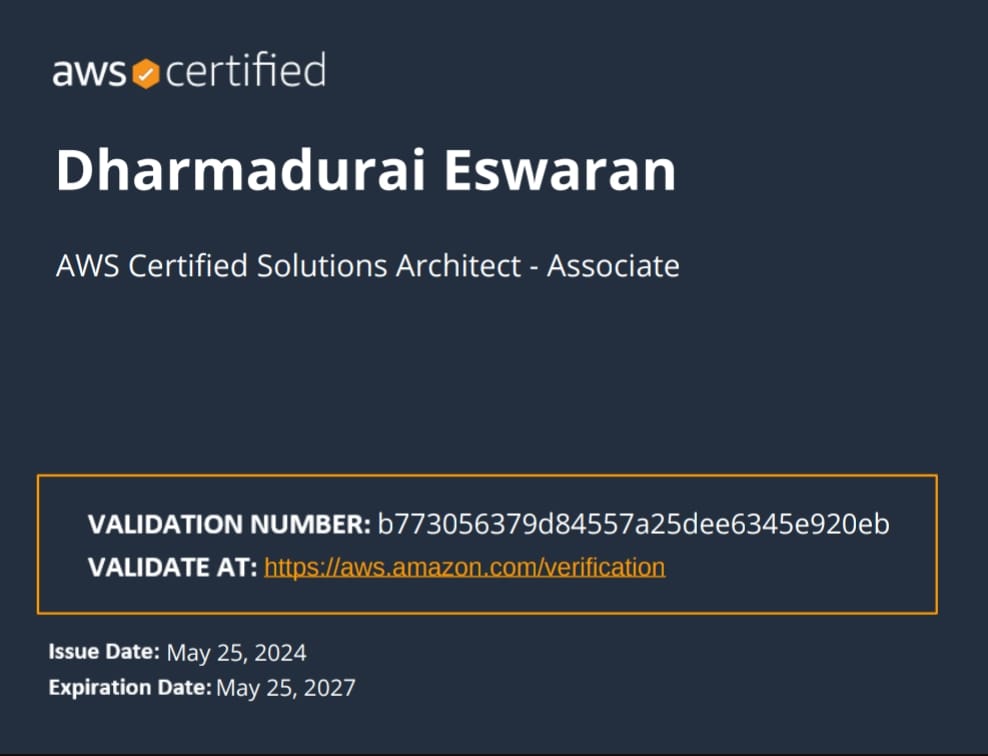 aws certified
Dharmadurai Eswaran
AWS Certified Solutions Architect - Associate
VALIDATION NUMBER: b773056379d84557a25dee6345e920eb
VALIDATE AT: https://aws.amazon.com/verification
Issue Date: May 25, 2024
Expiration Date: May 25, 2027